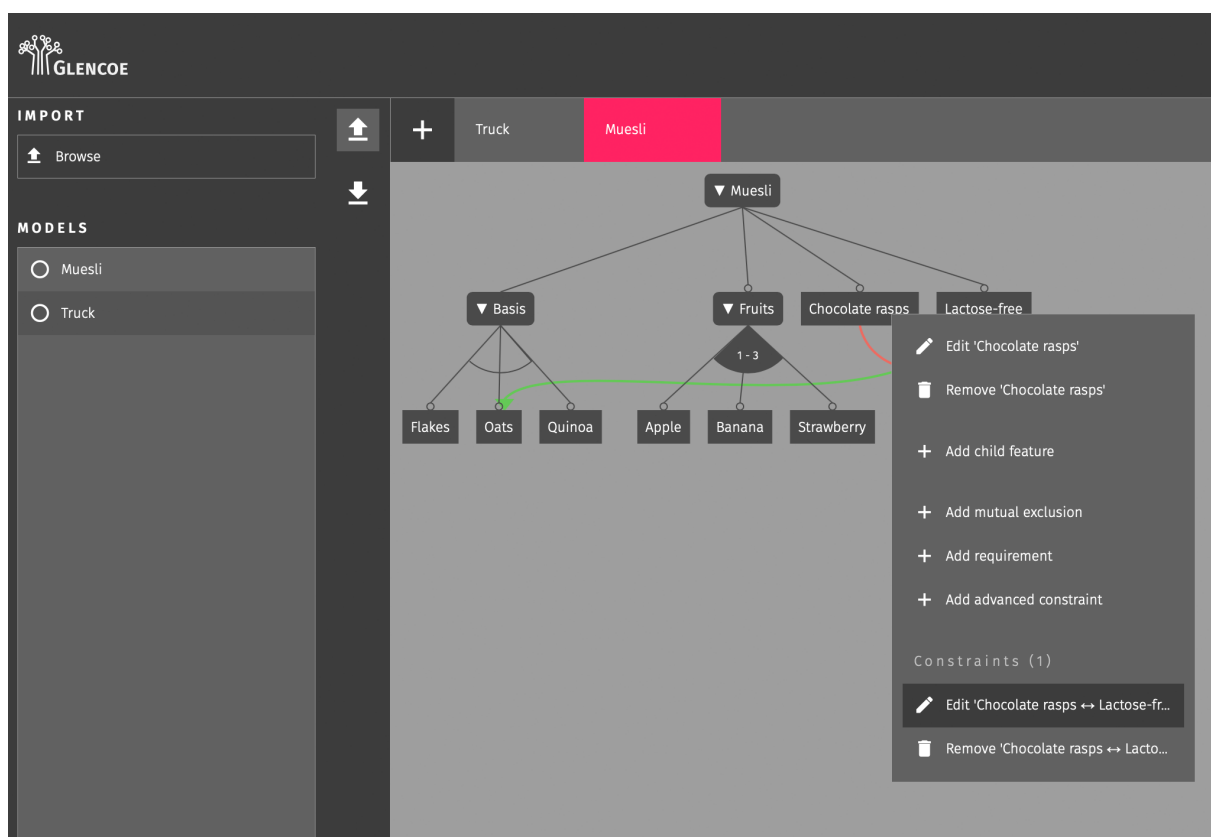 GLENCOE
IMPORT
Browse
MODELS
Muesli
Truck
+ Truck Muesli
▼ Muesli
▼ Basis ▼ Fruits Chocolate rasps Lactose-free
1 - 3
Flakes Oats Quinoa Apple Banana Strawberry
Edit 'Chocolate rasps'
Remove 'Chocolate rasps'
+ Add child feature
+ Add mutual exclusion
+ Add requirement
+ Add advanced constraint
Constraints (1)
Edit 'Chocolate rasps ↔ Lactose-fr...
Remove 'Chocolate rasps ↔ Lacto...